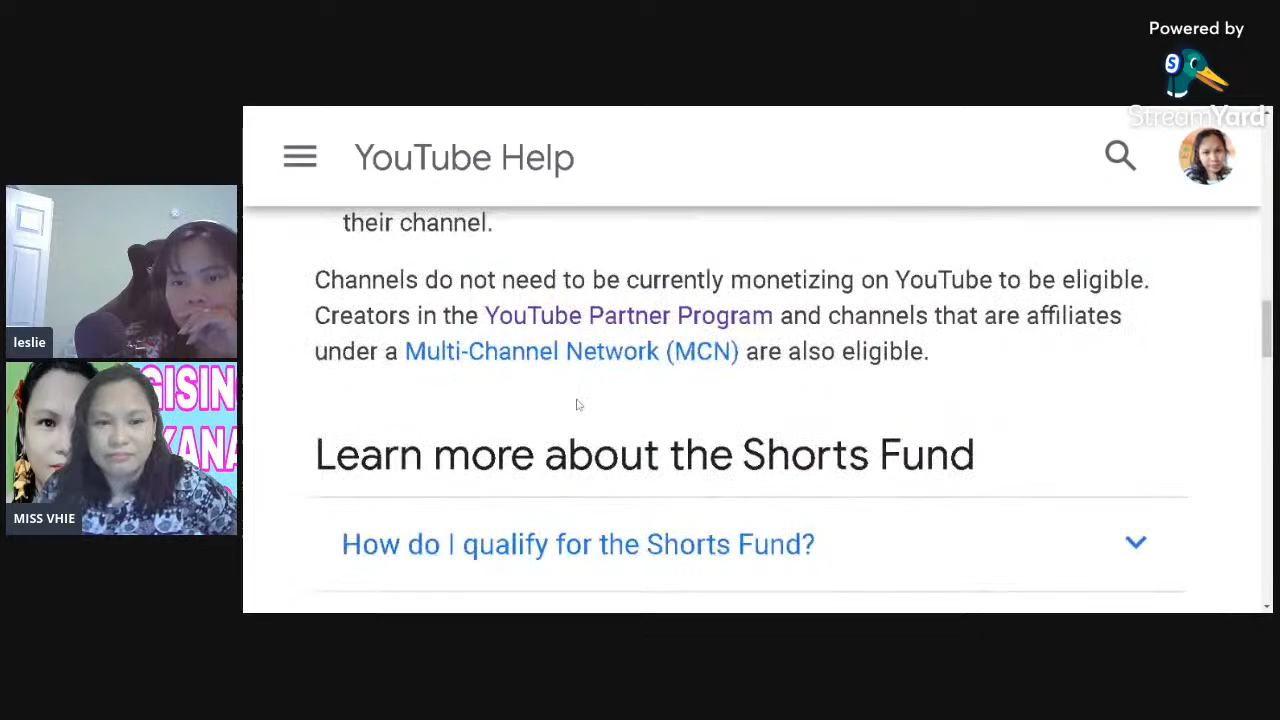 Powered by
StreamYard
YouTube Help
their channel.
Channels do not need to be currently monetizing on YouTube to be eligible.
Creators in the YouTube Partner Program and channels that are affiliates
under a Multi-Channel Network (MCN) are also eligible.
Learn more about the Shorts Fund
How do I qualify for the Shorts Fund?
leslie
GISIN
MISS VHIE